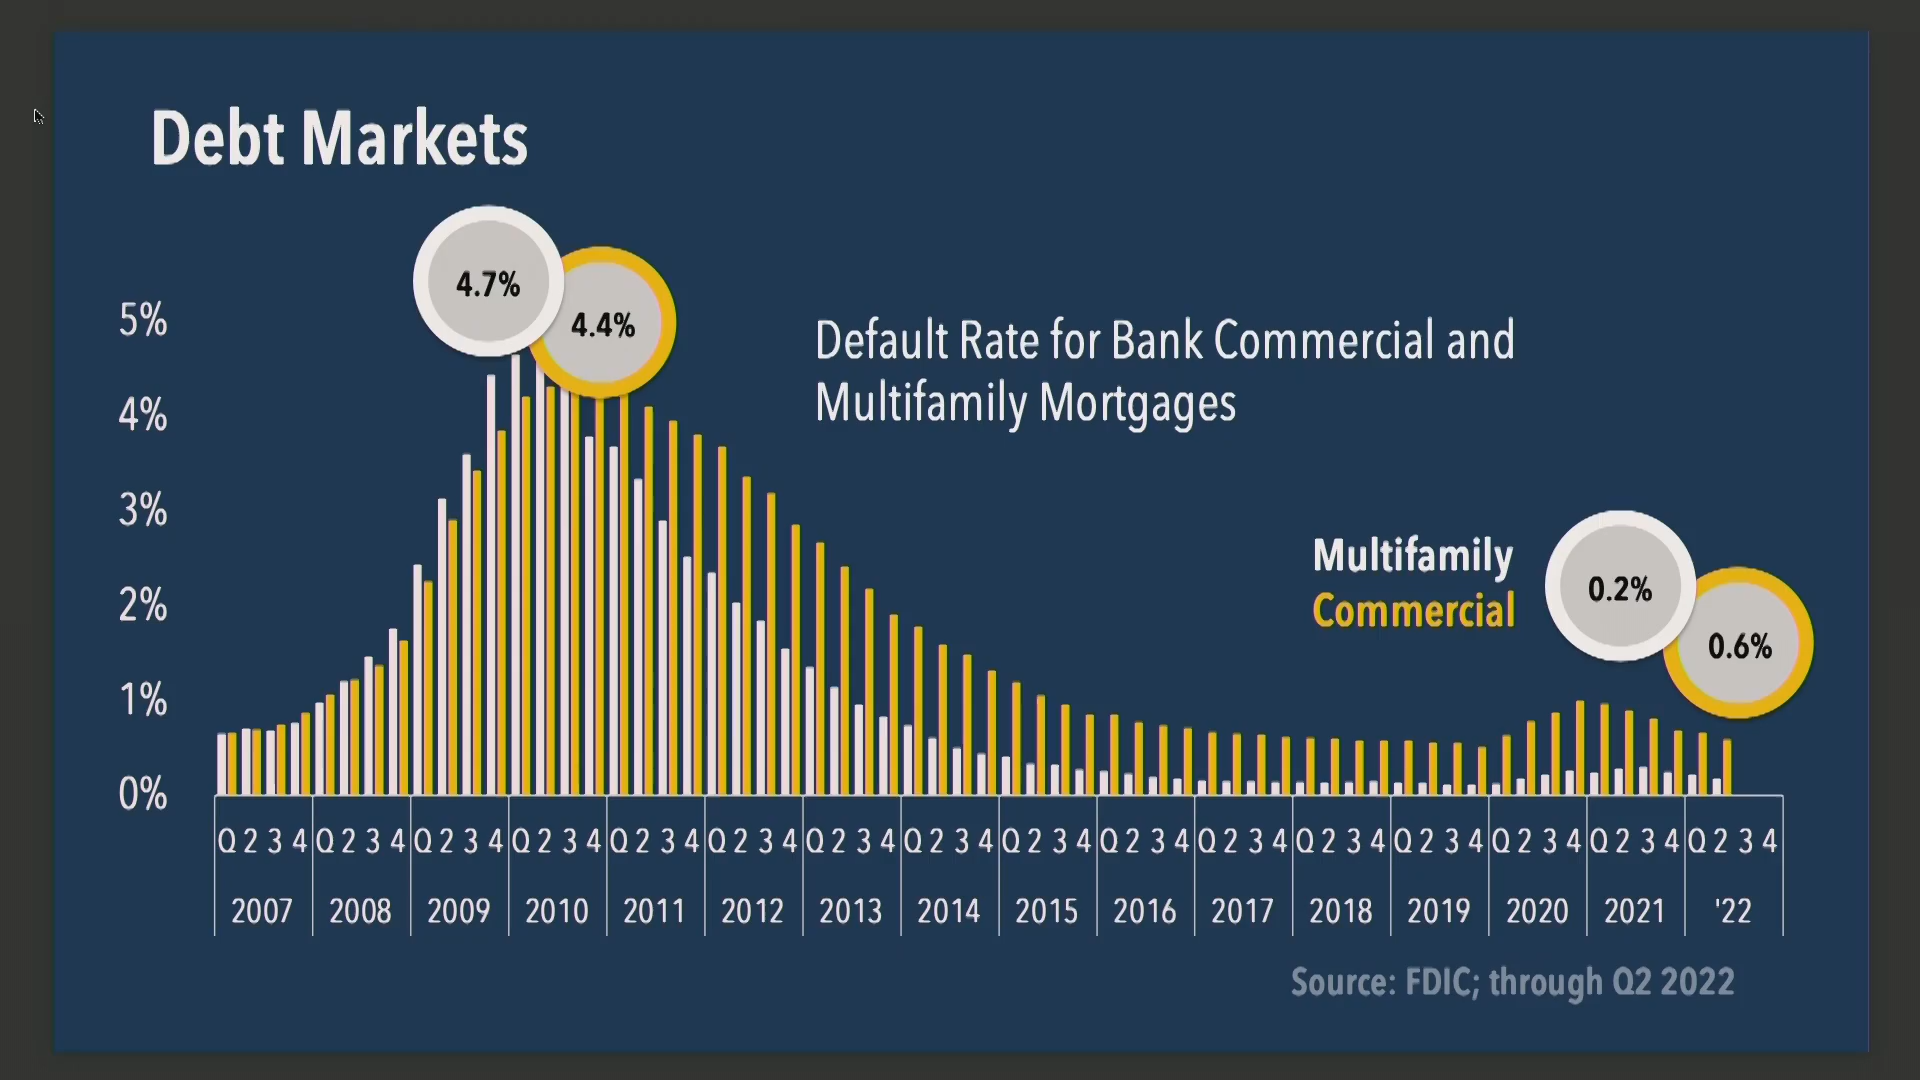 Debt Markets
4.7%
4.4%
5%
4%
3%
2%
1%
0%
Default Rate for Bank Commercial and
Multifamily Mortgages
Multifamily
Commercial
0.2%
0.6%
Q 2 3 4 Q 2 3 4 Q 2 3 4 Q 2 3 4 Q 2 3 4 Q 2 3 4 Q 2 3 4 Q 2 3 4 Q 2 3 4 Q 2 3 4 Q 2 3 4 Q 2 3 4 Q 2 3 4 Q 2 3 4 Q 2 3 4 Q 2 3 4
2007 2008 2009 2010 2011 2012 2013 2014 2015 2016 2017 2018 2019 2020 2021 '22
Source: FDIC; through Q2 2022